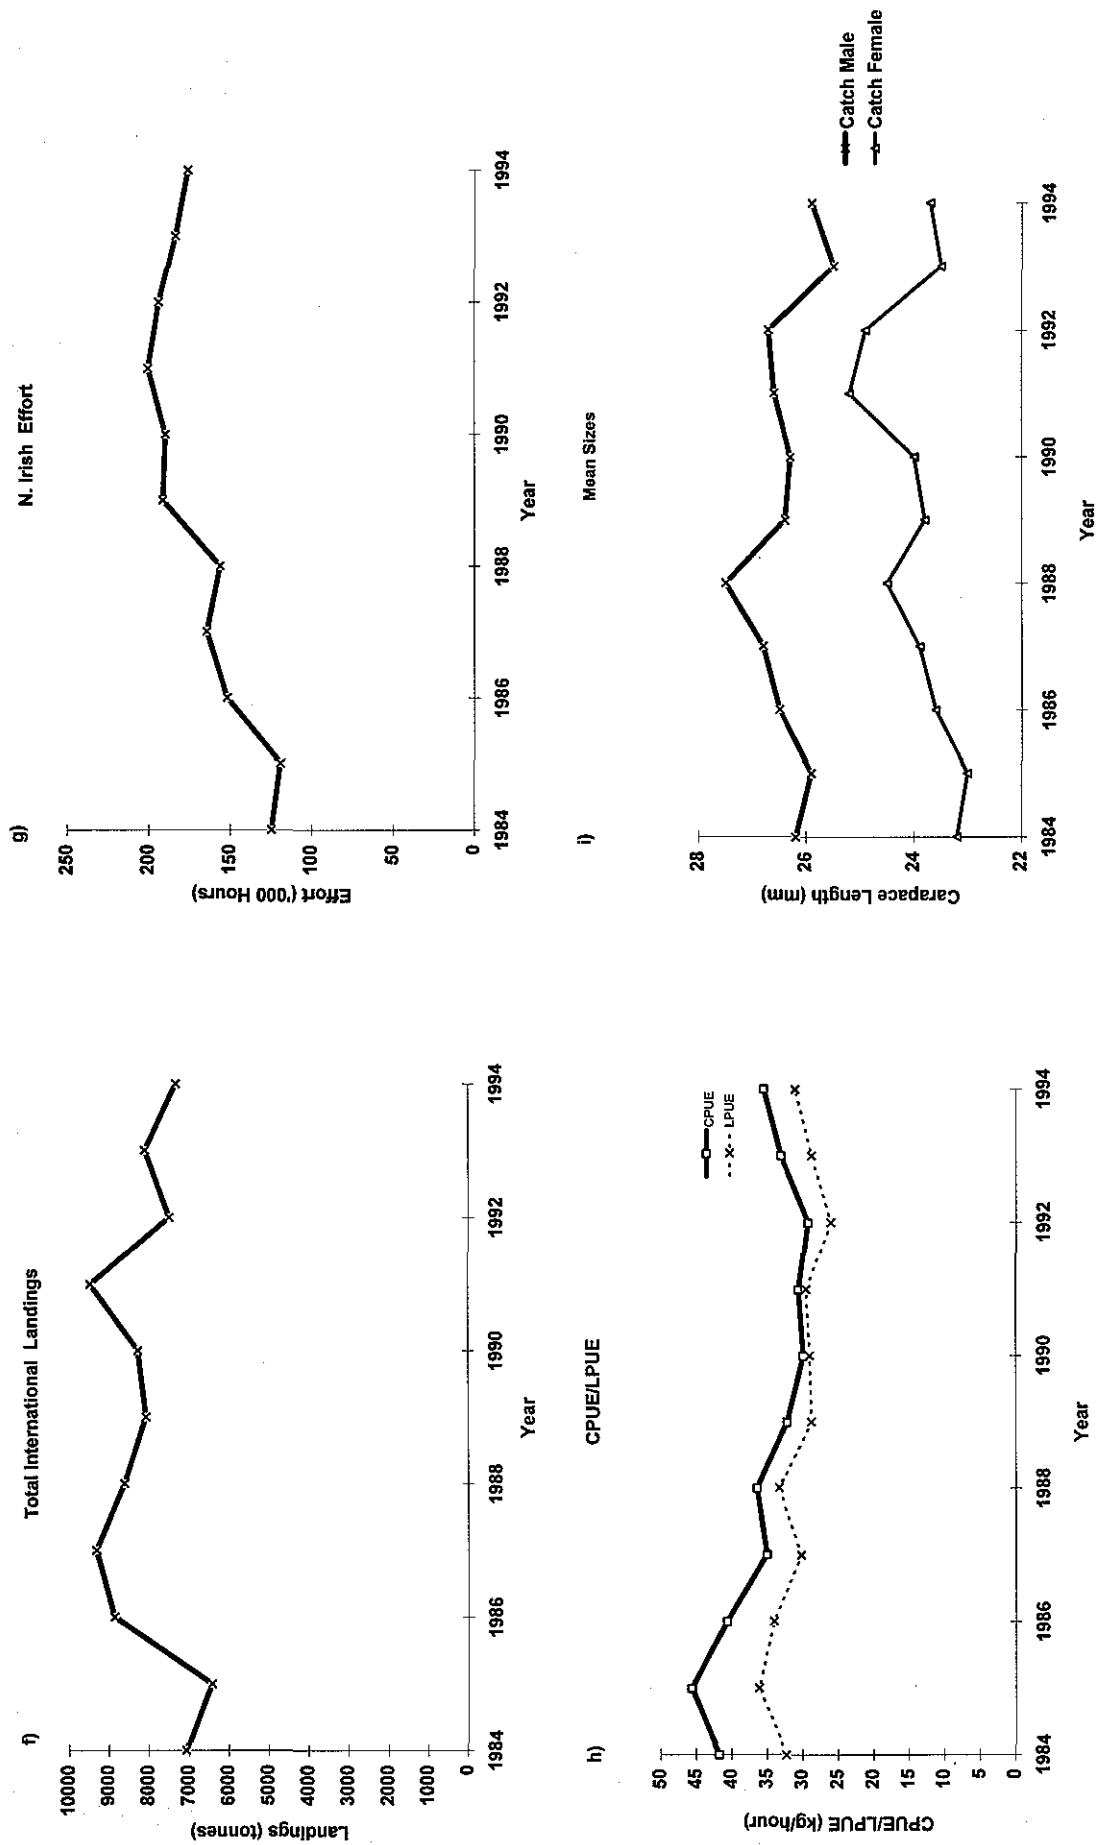 f)
Total International Landings
Landings (tonnes)
10000
9000
8000
7000
6000
5000
4000
3000
2000
1000
0
1984 1986 1988 1990 1992 1994
Year
g)
N. Irish Effort
Effort ('000 Hours)
250
200
150
100
50
0
1984 1986 1988 1990 1992 1994
Year
h)
CPUE/LPUE
CPUE/LPUE (kg/hour)
50
45
40
35
30
25
20
15
10
5
0
1984 1986 1988 1990 1992 1994
Year
CPUE
LPUE
i)
Mean Sizes
Carapace Length (mm)
28
26
24
22
1984 1986 1988 1990 1992 1994
Year
Catch Male
Catch Female